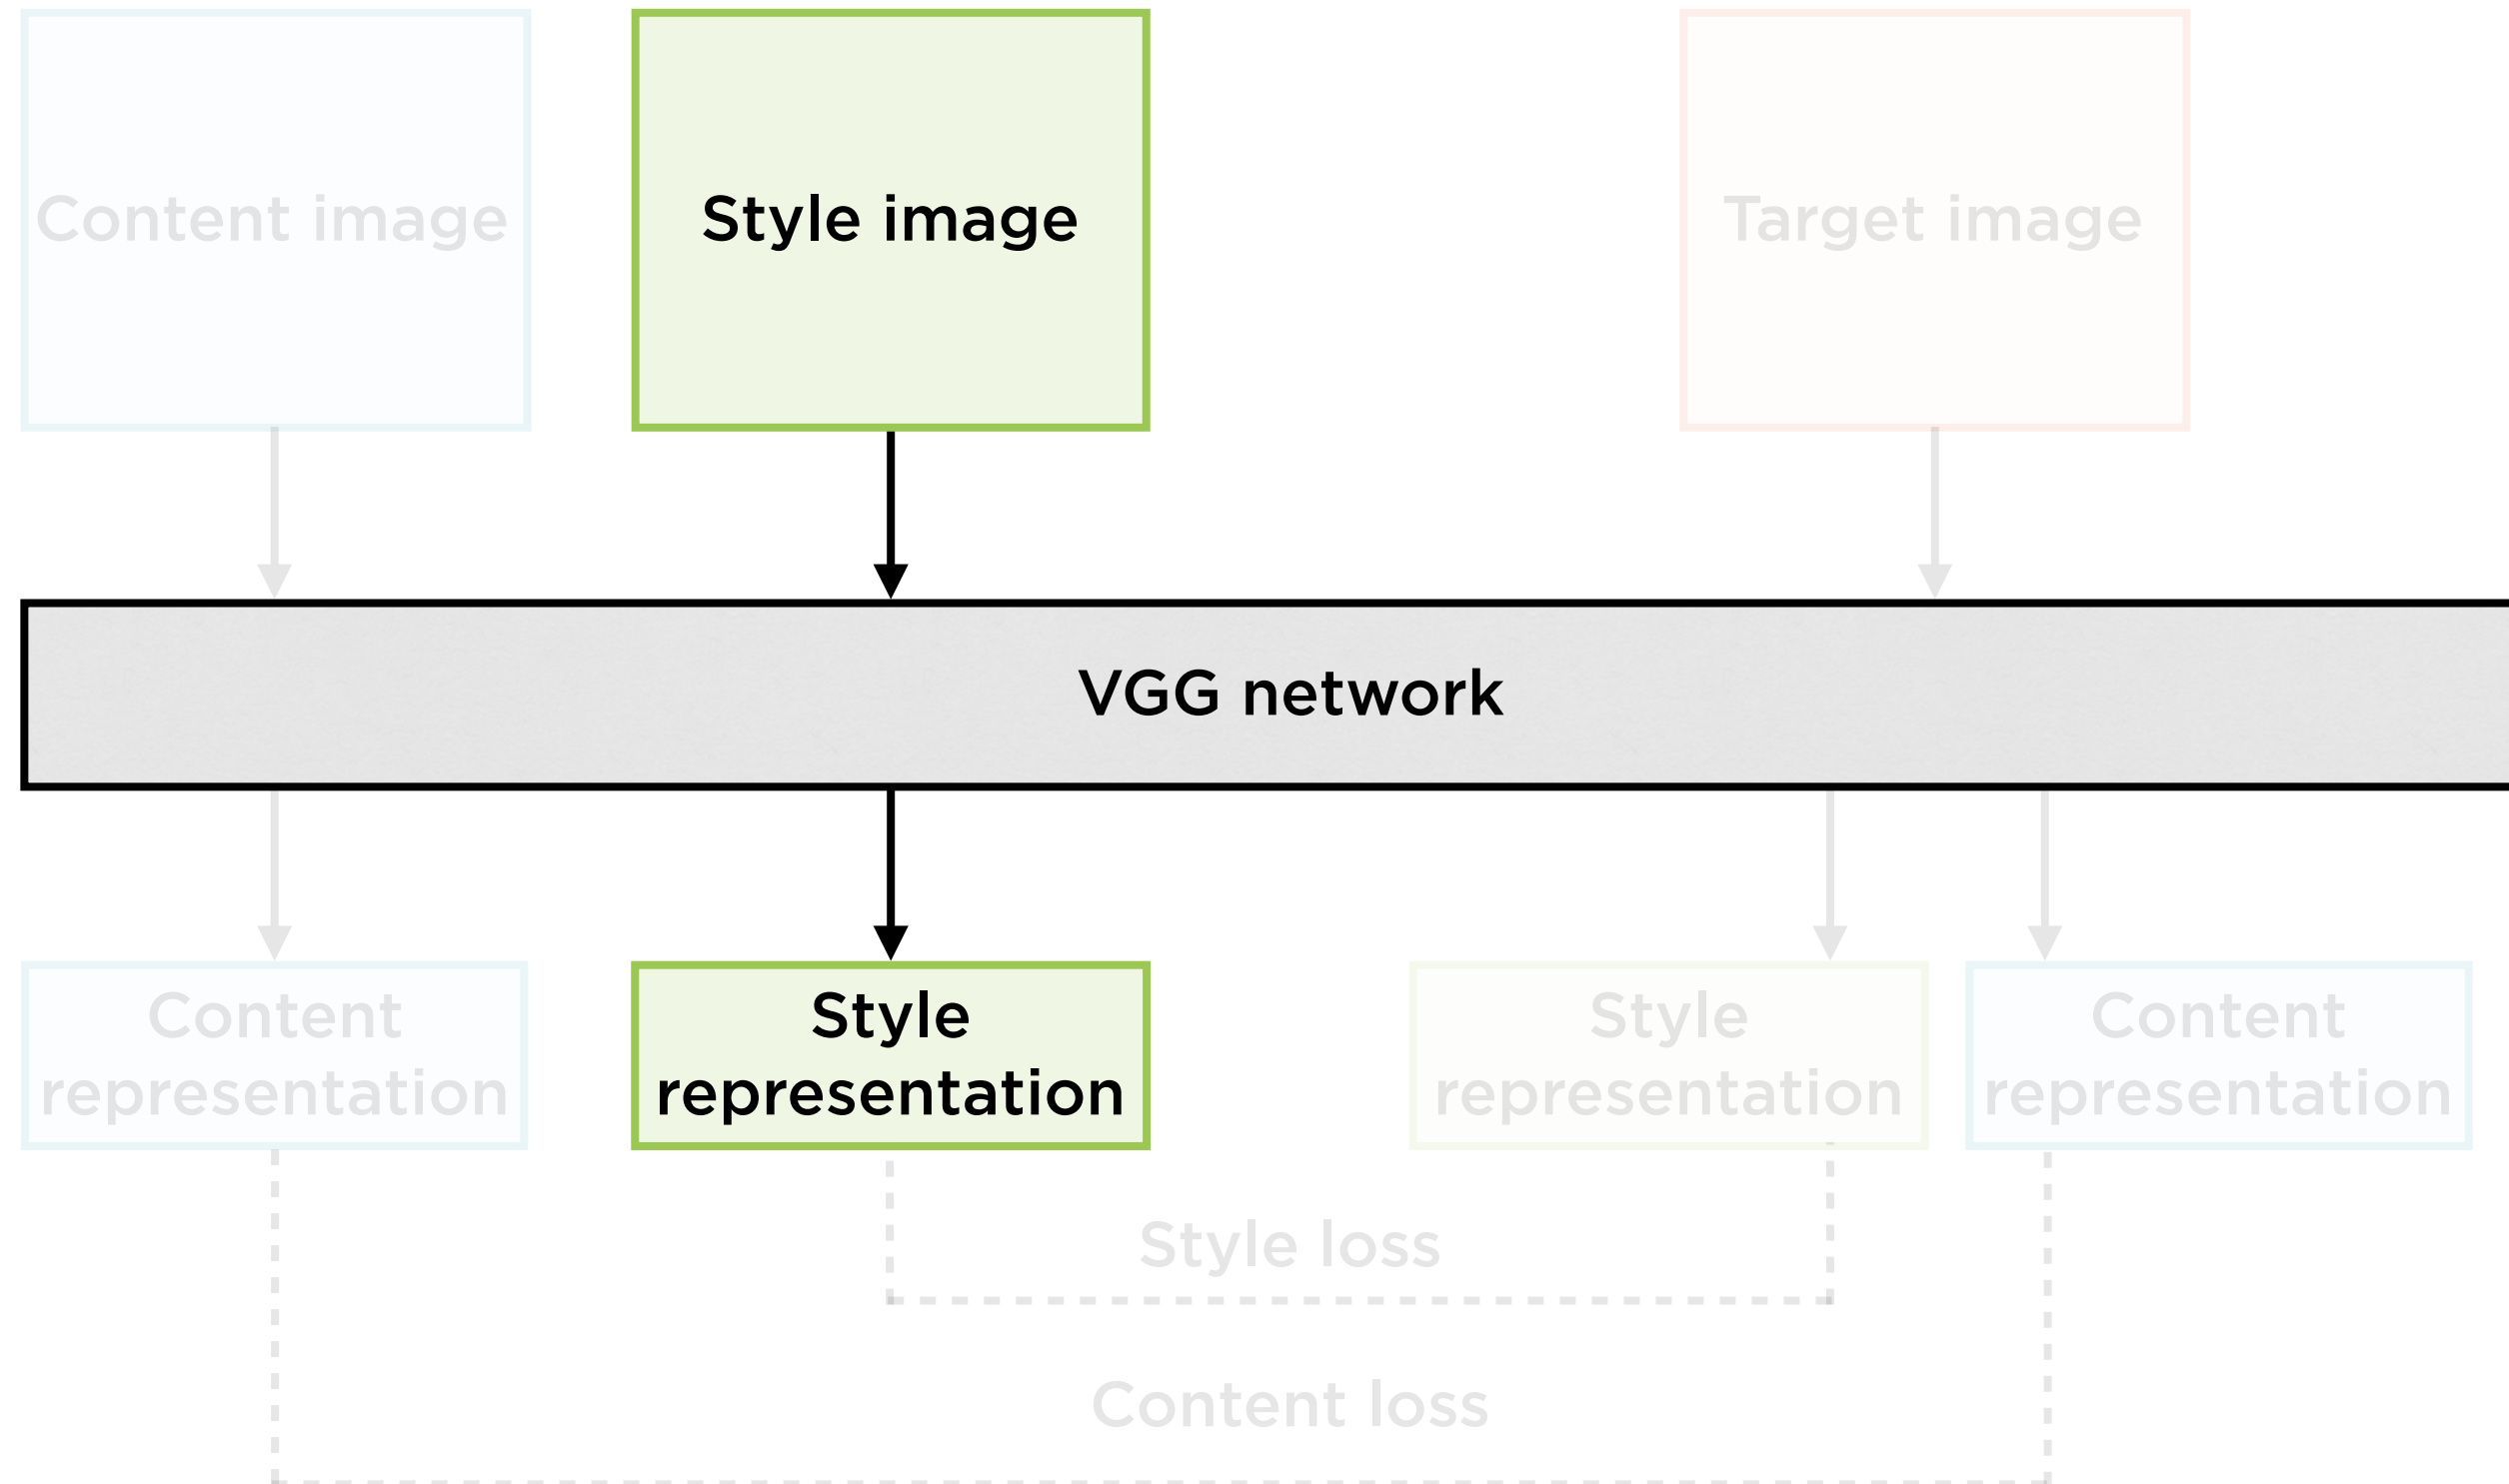 Content image
Style image
Target image
VGG network
Content
representation
Style
representation
Style
representation
Content
representation
Style loss
Content loss